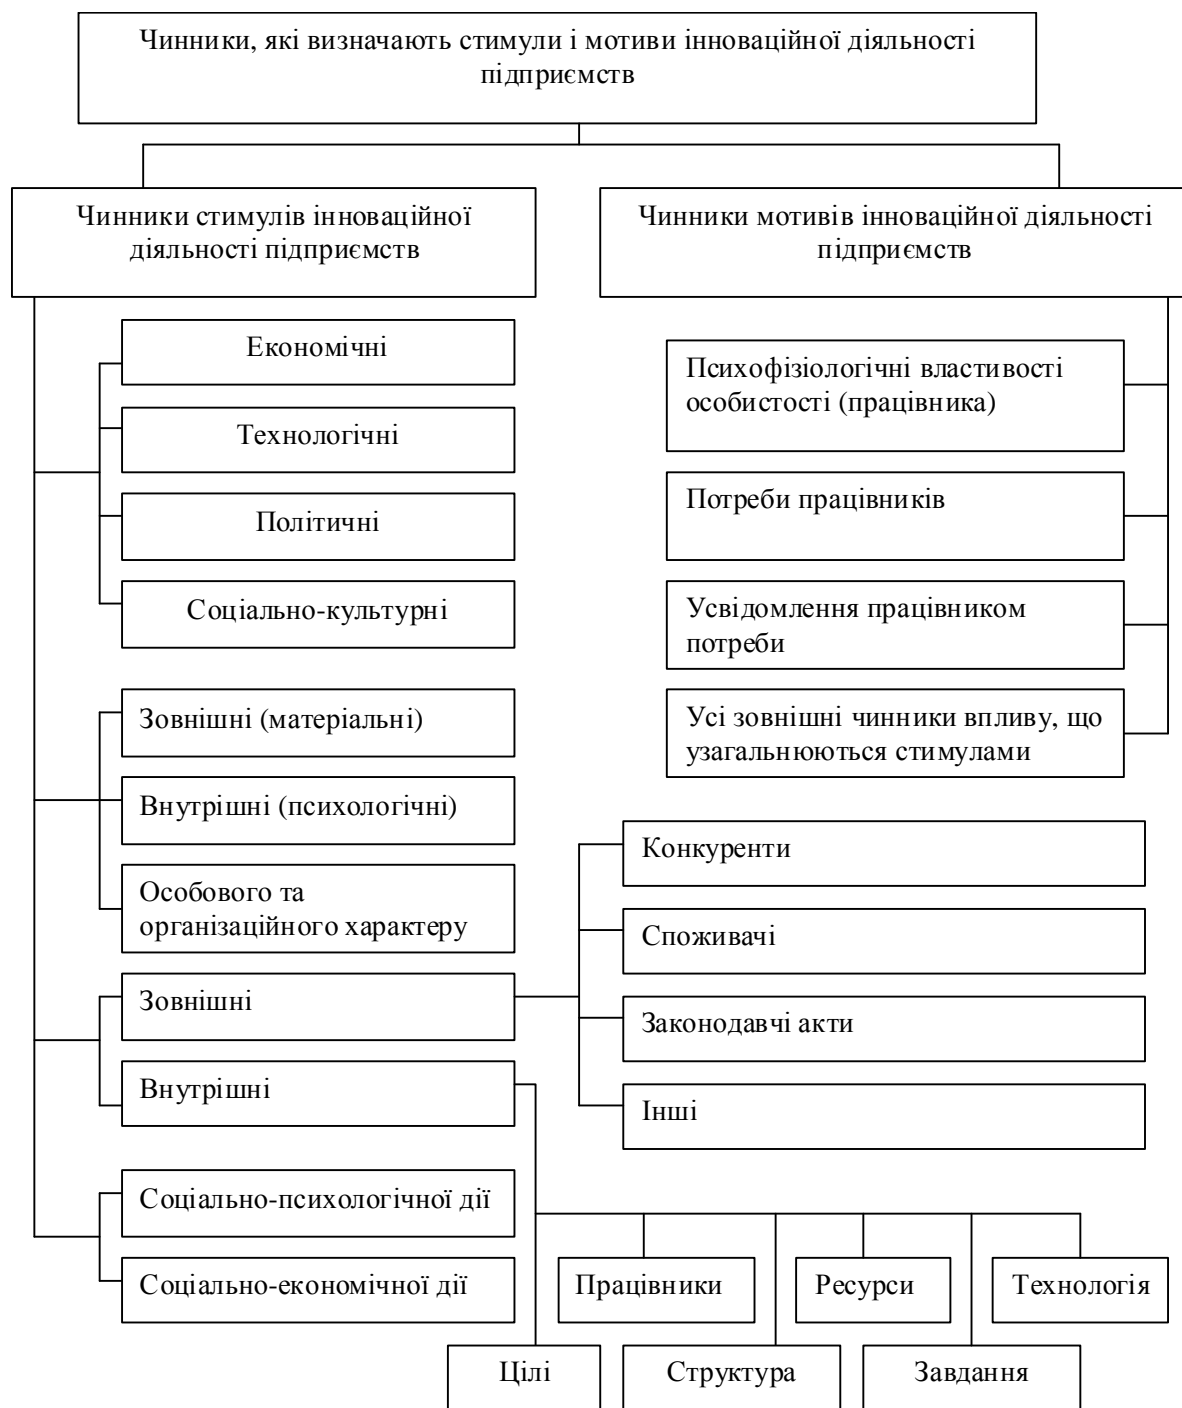 Чинники, які визначають стимули і мотиви інноваційної діяльності
підприємств
Чинники стимулів інноваційної
діяльності підприємств
Економічні
Технологічні
Політичні
Соціально-культурні
Зовнішні (матеріальні)
Внутрішні (психологічні)
Особового та
організаційного характеру
Зовнішні
Внутрішні
Соціально-психологічної дії
Соціально-економічної дії
Чинники мотивів інноваційної діяльності
підприємств
Психофізіологічні властивості
особистості (працівника)
Потреби працівників
Усвідомлення працівником
потреби
Усі зовнішні чинники впливу, що
узагальнюються стимулами
Конкуренти
Споживачі
Законодавчі акти
Інші
Працівники
Ресурси
Технологія
Цілі
Структура
Завдання